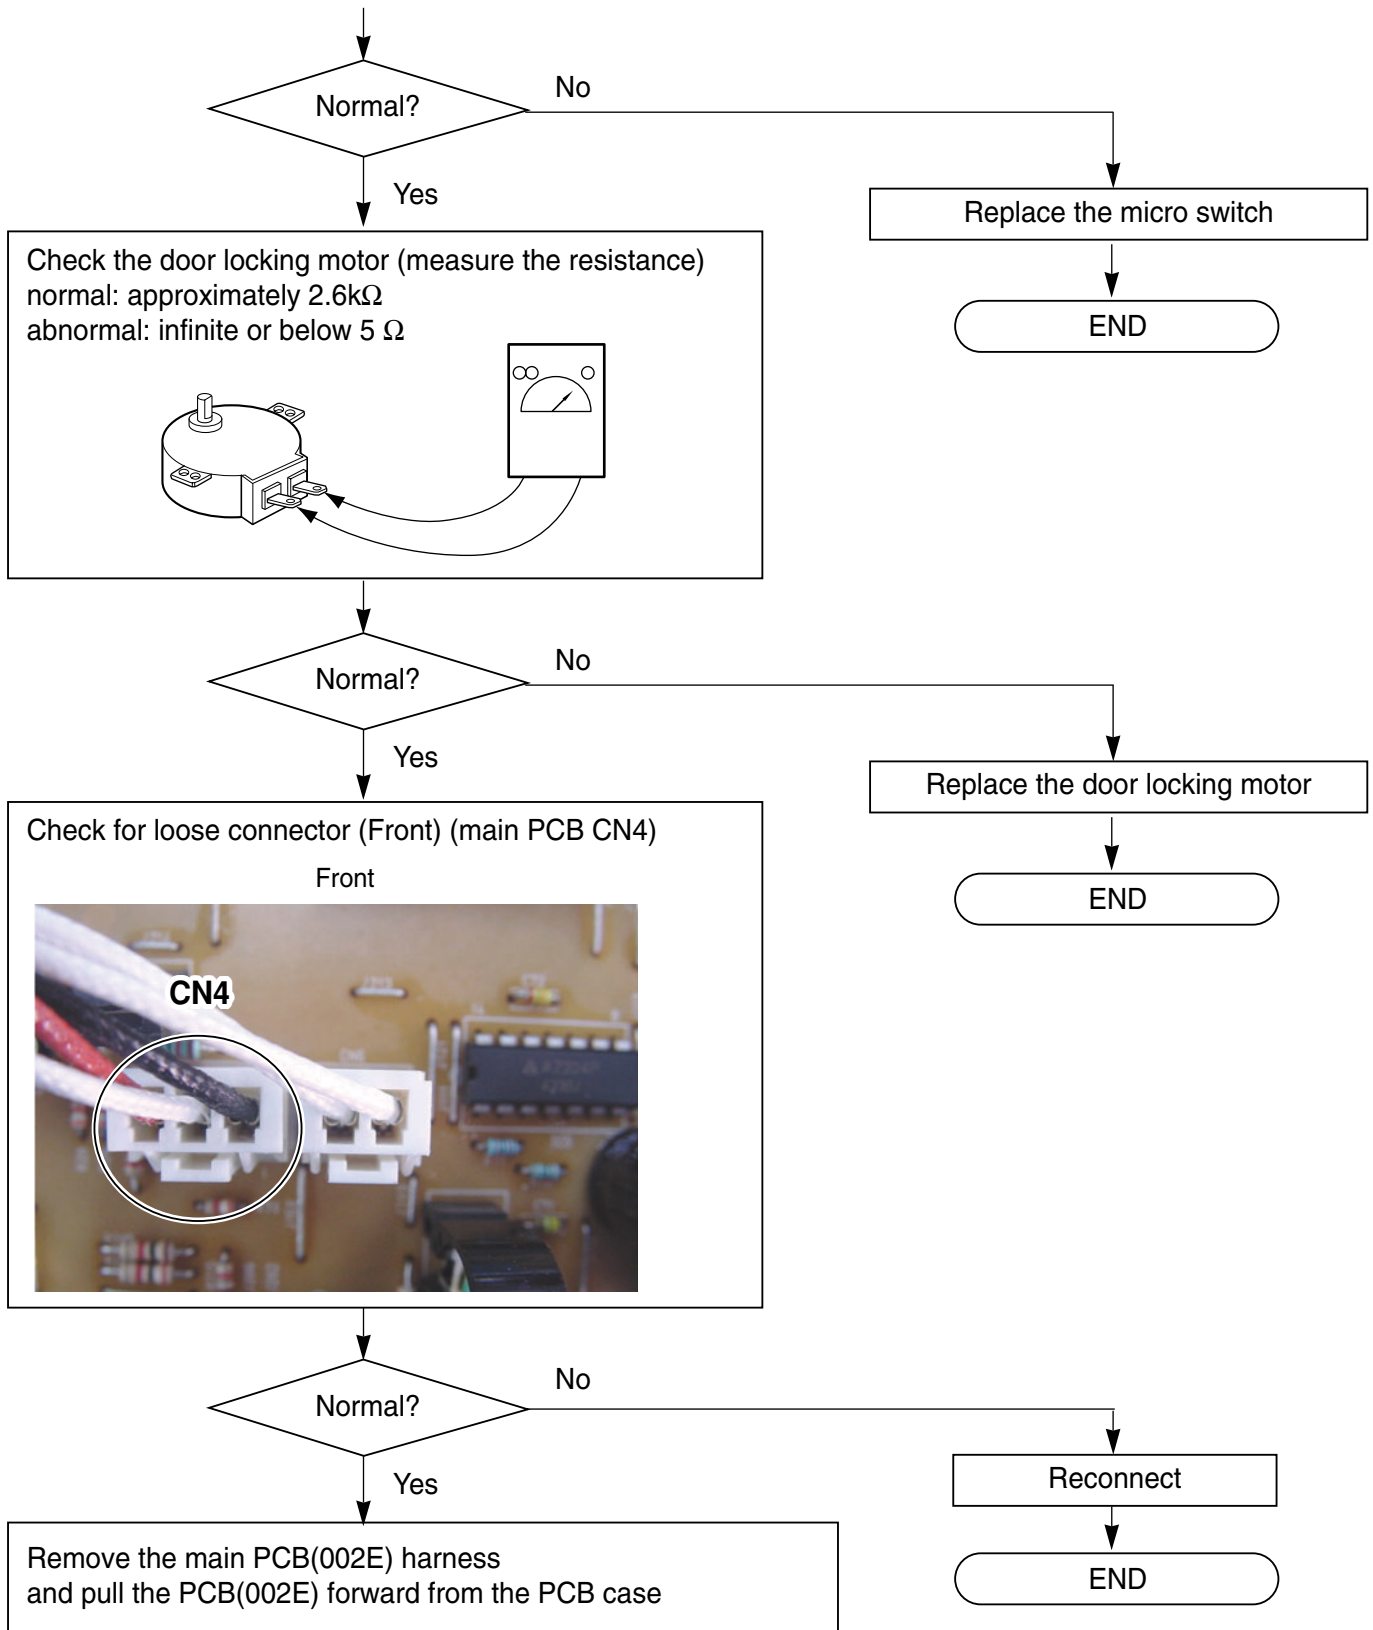 Normal?
No
Yes
Replace the micro switch
END
Check the door locking motor (measure the resistance)
normal: approximately 2.6kΩ
abnormal: infinite or below 5 Ω
Normal?
No
Yes
Replace the door locking motor
END
Check for loose connector (Front) (main PCB CN4)
Front
CN4
Normal?
No
Yes
Reconnect
END
Remove the main PCB(002E) harness
and pull the PCB(002E) forward from the PCB case